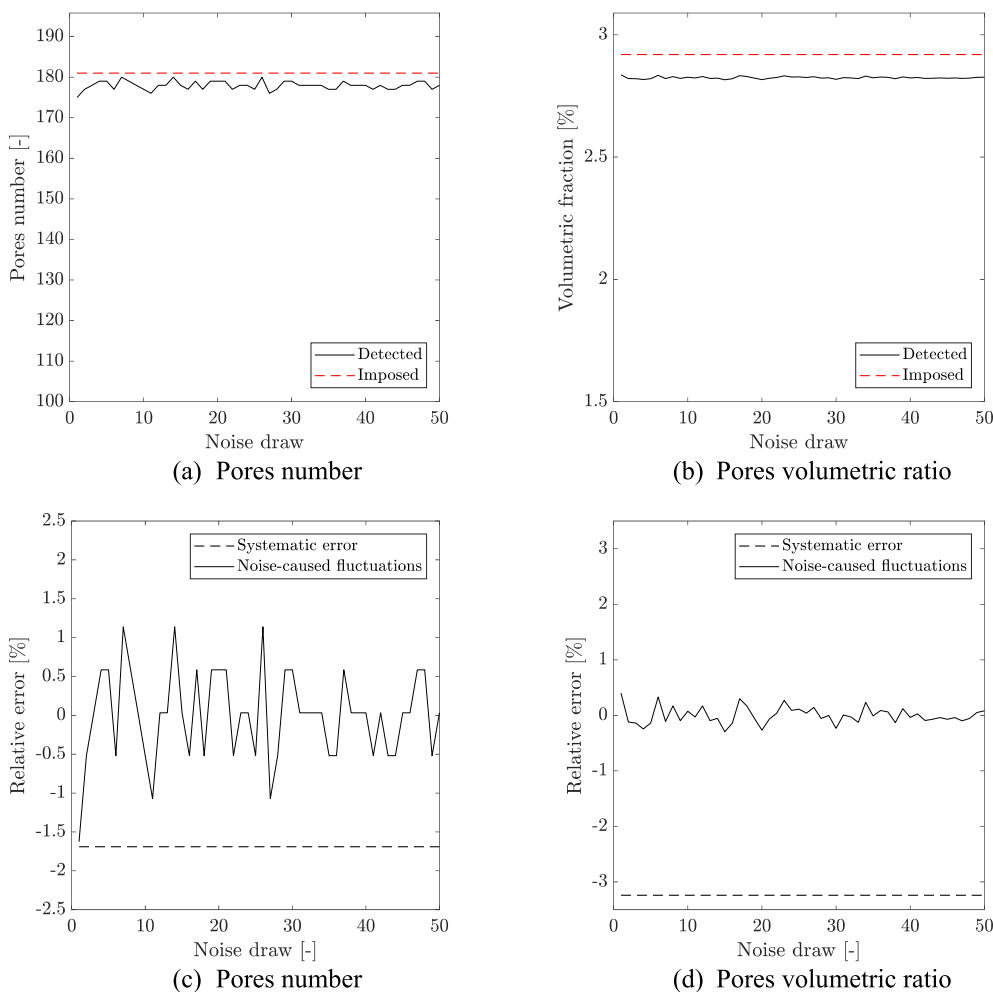 190
180
170
160
150
140
130
120
110
100
Pores number [-]
Detected
Imposed
0 10 20 30 40 50
Noise draw
(a) Pores number
3
2.5
2
1.5
Volumetric fraction [%]
Detected
Imposed
0 10 20 30 40 50
Noise draw
(b) Pores volumetric ratio
2.5
2
1.5
1
0.5
0
-0.5
-1
-1.5
-2
-2.5
Relative error [%]
Systematic error
Noise-caused fluctuations
0 10 20 30 40 50
Noise draw [-]
(c) Pores number
3
2
1
0
-1
-2
-3
Relative error [%]
Systematic error
Noise-caused fluctuations
0 10 20 30 40 50
Noise draw [-]
(d) Pores volumetric ratio